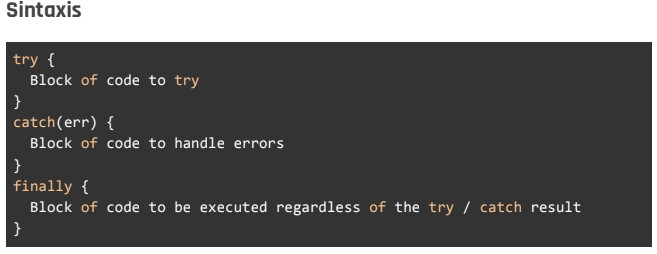 Sintaxis
try {
  Block of code to try
}
catch(err) {
  Block of code to handle errors
}
finally {
  Block of code to be executed regardless of the try / catch result
}